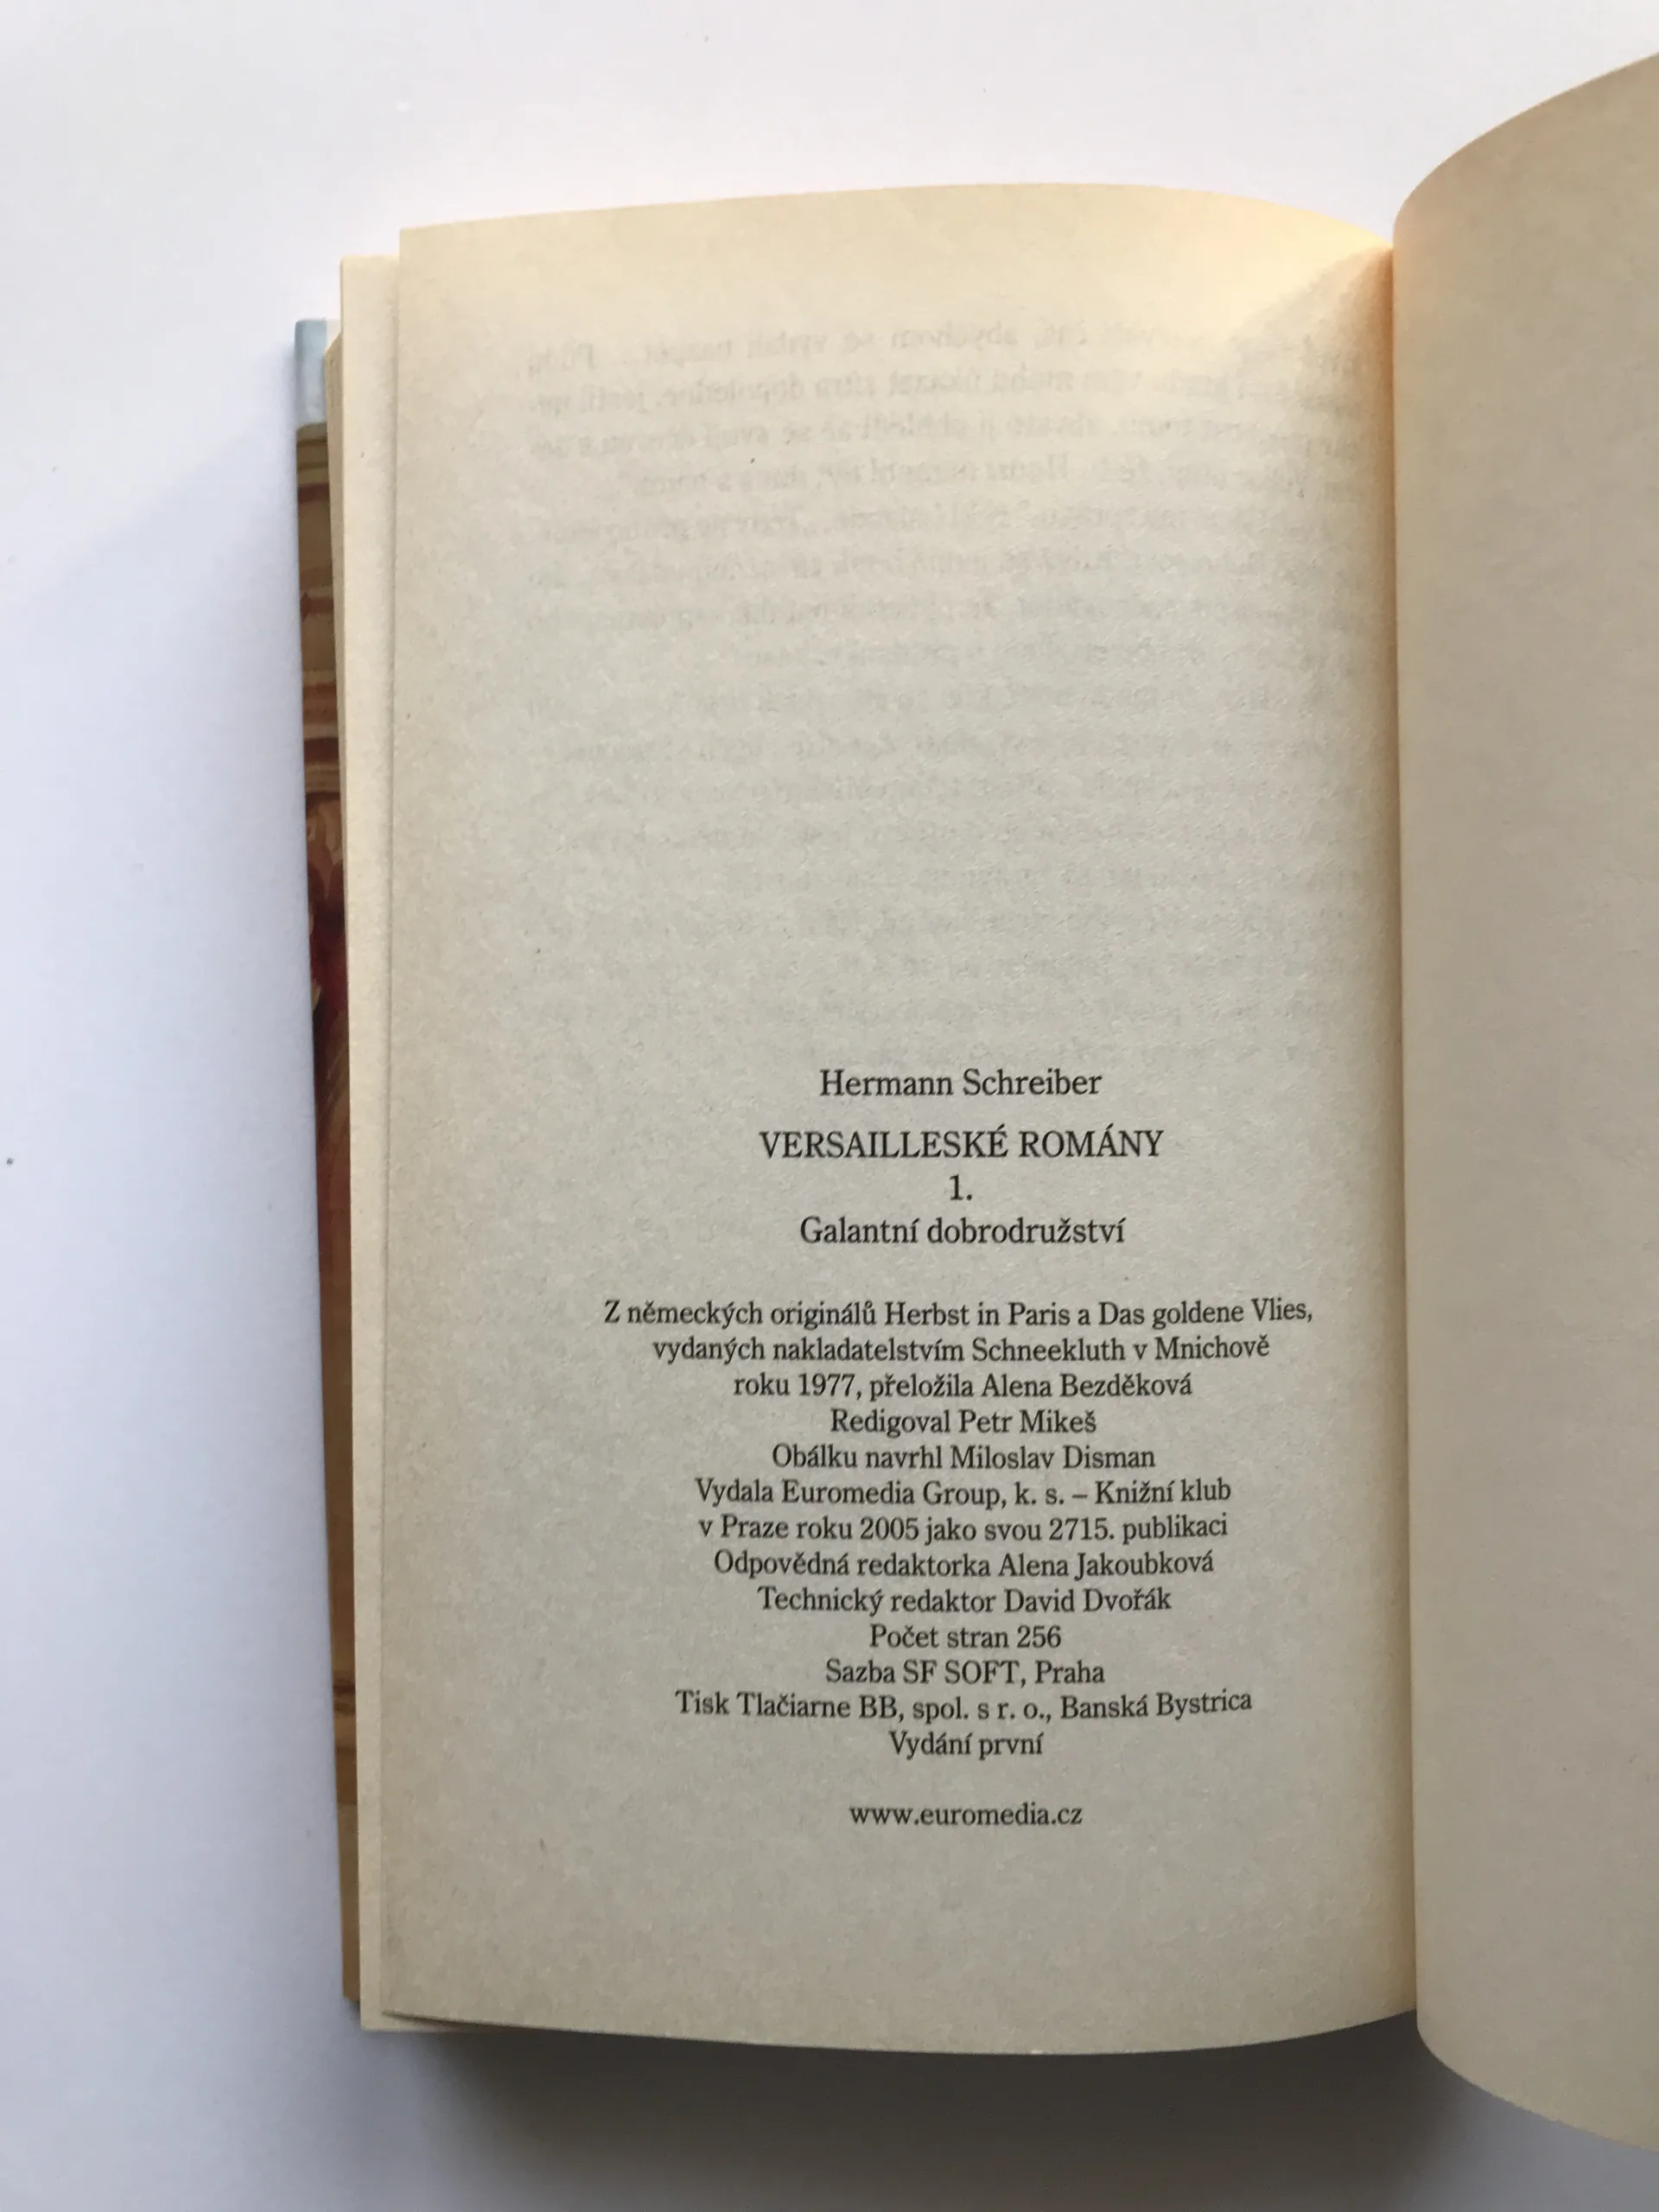 Hermann Schreiber
VERSAILLESKÉ ROMÁNY
1.
Galantní dobrodružství
Z německých originálů Herbst in Paris a Das goldene Vlies,
vydaných nakladatelstvím Schneekluth v Mnichově
roku 1977, přeložila Alena Bezděková
Redigoval Petr Mikeš
Obálku navrhl Miloslav Disman
Vydala Euromedia Group, k. s. – Knižní klub
v Praze roku 2005 jako svou 2715. publikaci
Odpovědná redaktorka Alena Jakoubková
Technický redaktor David Dvořák
Počet stran 256
Sazba SF SOFT, Praha
Tisk Tlačiarne BB, spol. s r. o., Banská Bystrica
Vydání první
www.euromedia.cz